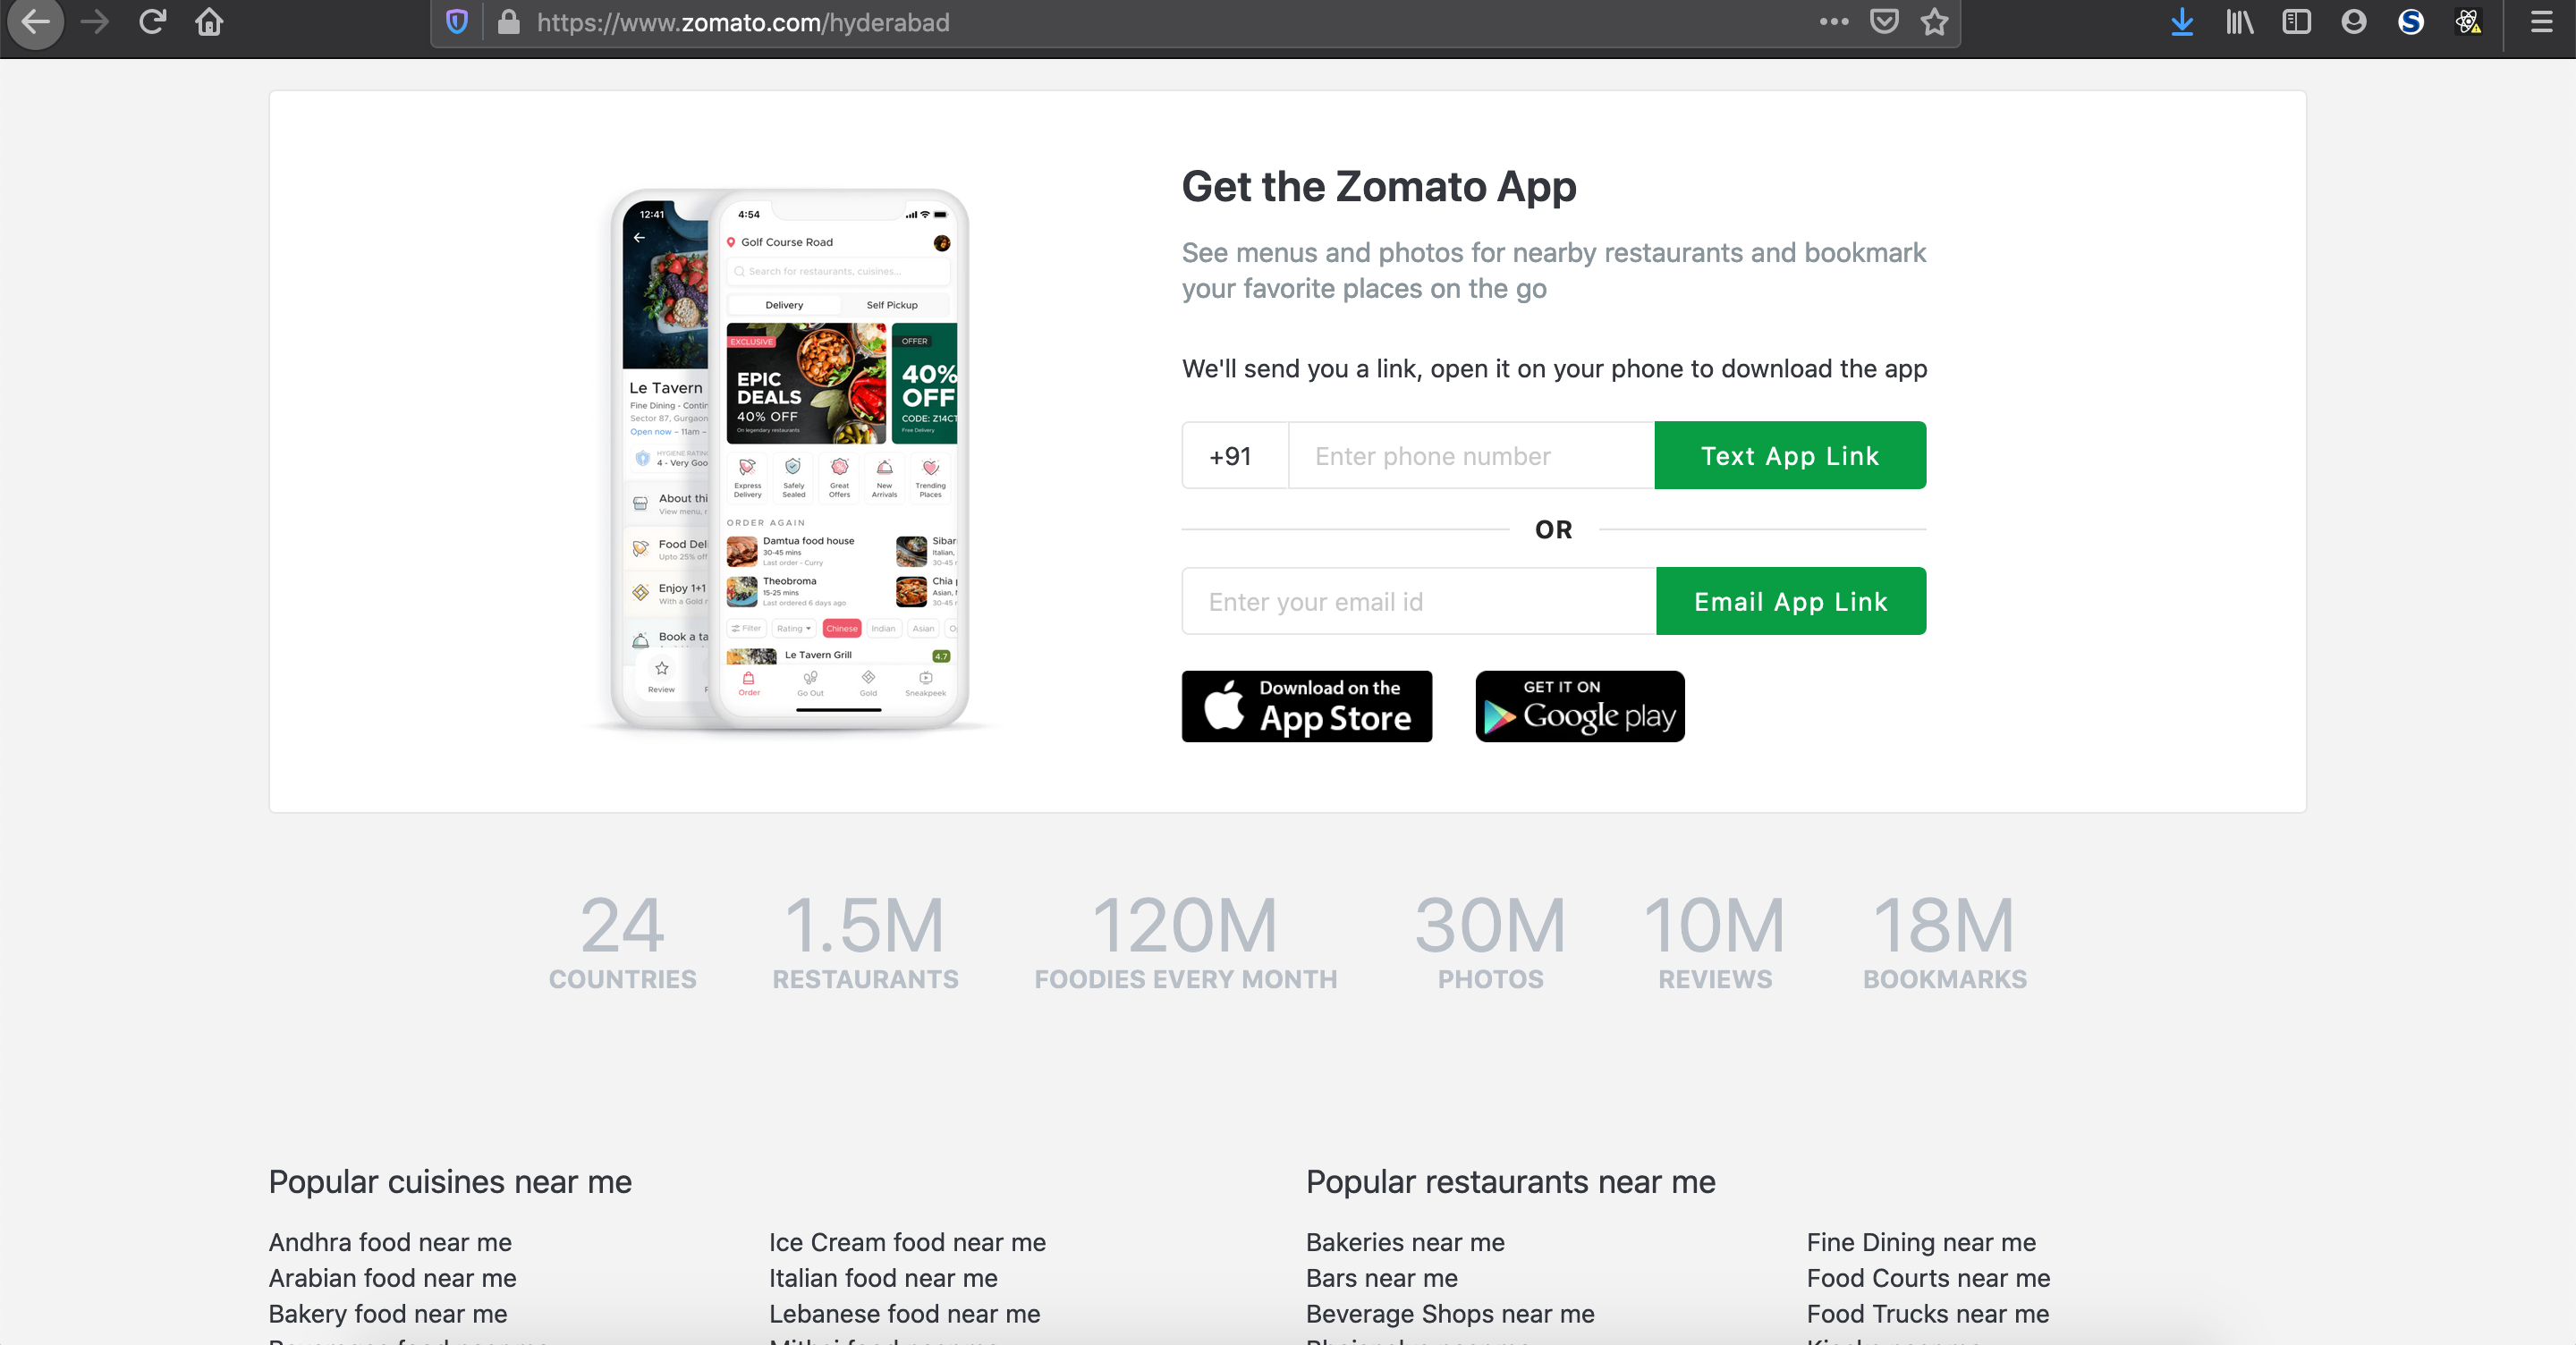 https://www.zomato.com/hyderabad
12:41
Le Tavern
Fine Dining - Contin
Sector 87, Gurgaon
Open now – 11am –
HYGIENE RATIN
4 - Very Goo
About thi
View menu, r
Food Del
Upto 25% off
Enjoy 1+1
With a Gold r
Book a ta
Review
4:54
Golf Course Road
Search for restaurants, cuisines...
Delivery
Self Pickup
EXCLUSIVE
EPIC
DEALS
40% OFF
On legendary restaurants
OFFER
40%
OFF
CODE: Z14CT
Free Delivery
Express
Delivery
Safely
Sealed
Great
Offers
New
Arrivals
Trending
Places
ORDER AGAIN
Damtua food house
30-45 mins
Last order - Curry
Sibar
Italian,
30-45 r
Theobroma
15-25 mins
Last ordered 6 days ago
Chia
Asian,
30-45 r
Filter
Rating
Chinese
Indian
Asian
Le Tavern Grill
4.7
Order
Go Out
Gold
Sneakpeek
Get the Zomato App
See menus and photos for nearby restaurants and bookmark
your favorite places on the go
We'll send you a link, open it on your phone to download the app
+91
Enter phone number
Text App Link
OR
Enter your email id
Email App Link
Download on the
App Store
GET IT ON
Google play
24
COUNTRIES
1.5M
RESTAURANTS
120M
FOODIES EVERY MONTH
30M
PHOTOS
10M
REVIEWS
18M
BOOKMARKS
Popular cuisines near me
Andhra food near me
Arabian food near me
Bakery food near me
Ice Cream food near me
Italian food near me
Lebanese food near me
Popular restaurants near me
Bakeries near me
Bars near me
Beverage Shops near me
Fine Dining near me
Food Courts near me
Food Trucks near me